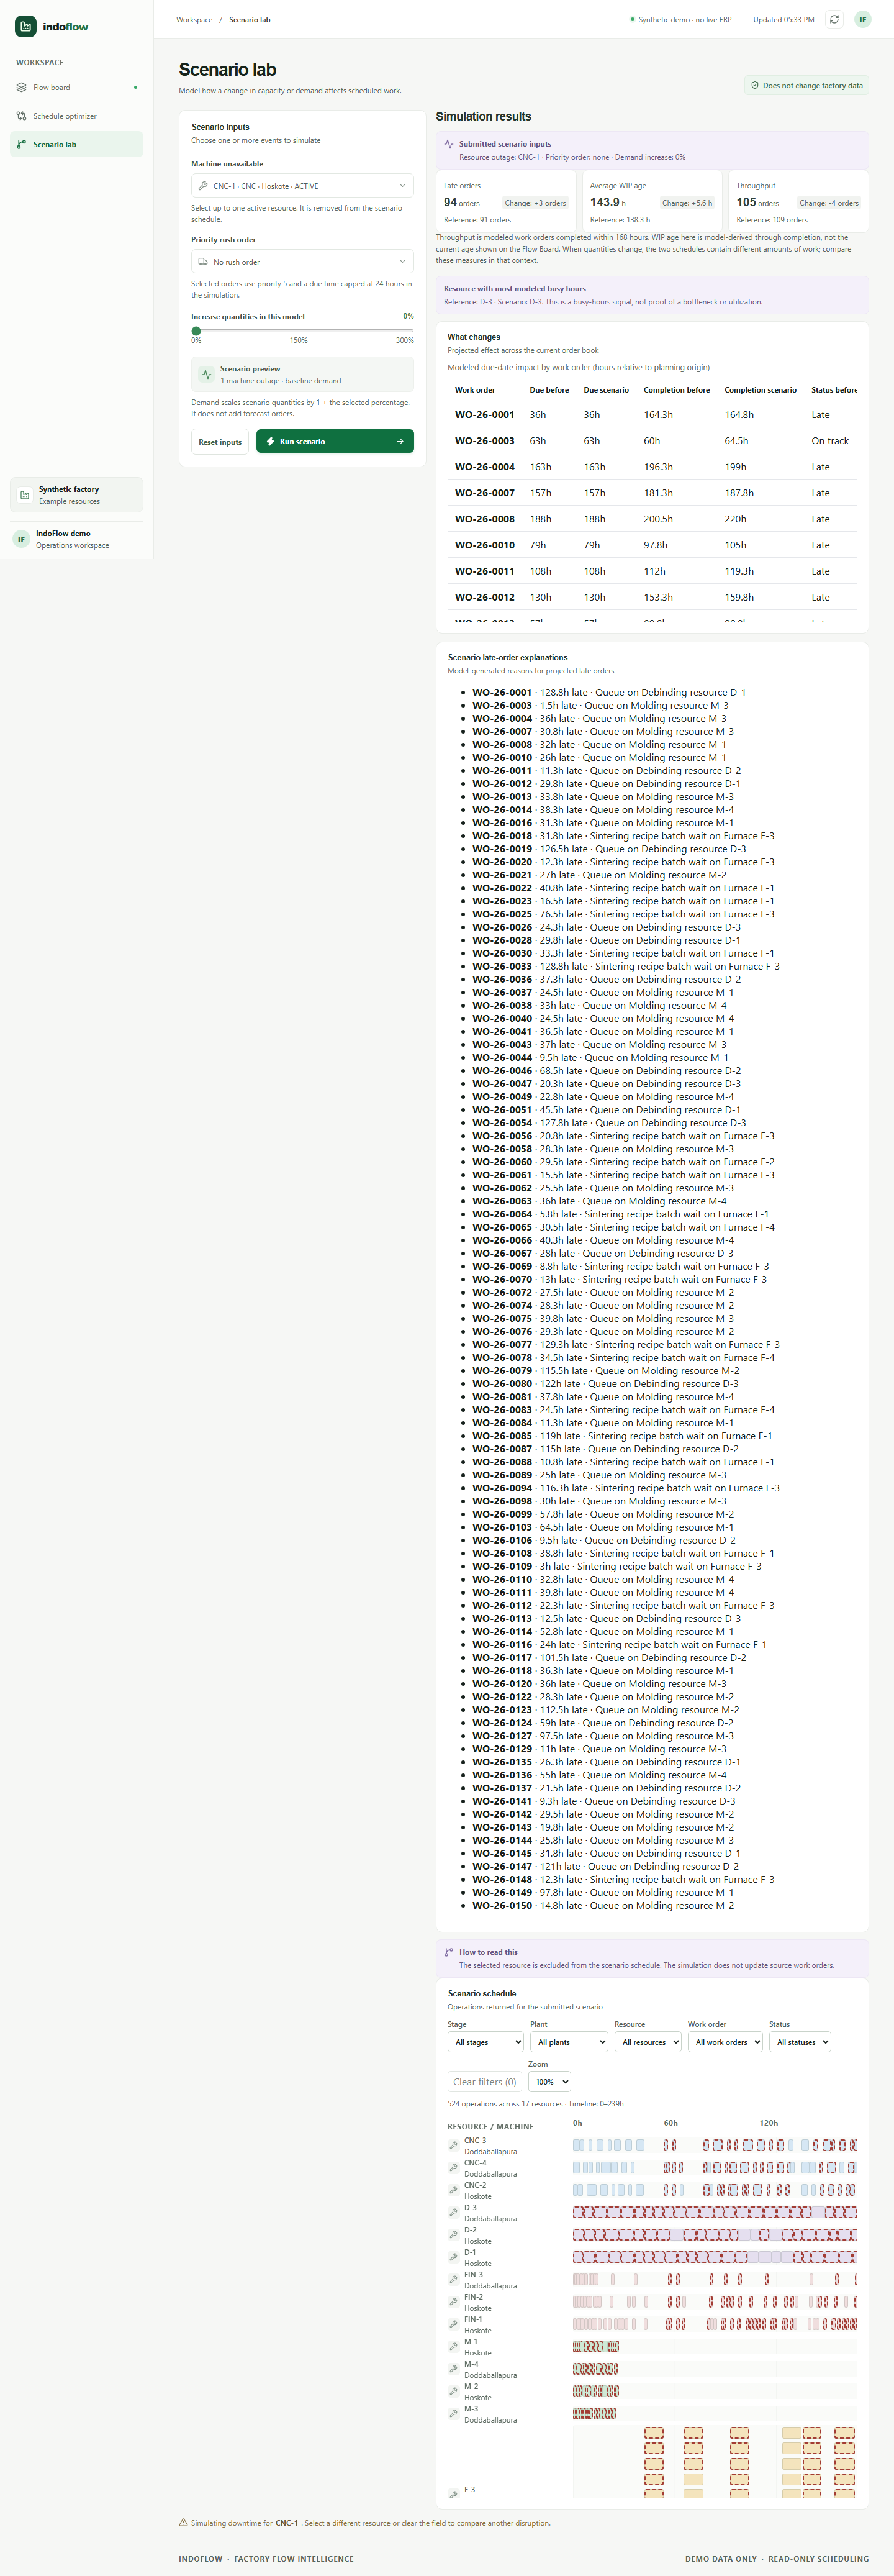 indoflow
WORKSPACE
Flow board
Schedule optimizer
Scenario lab
Synthetic factory
Example resources
IF
IndoFlow demo
Operations workspace
Workspace / Scenario lab
Synthetic demo · no live ERP
Updated 05:33 PM
IF
Scenario lab
Model how a change in capacity or demand affects scheduled work.
Does not change factory data
Scenario inputs
Choose one or more events to simulate
Machine unavailable
CNC-1 · CNC · Hoskote · ACTIVE
Select up to one active resource. It is removed from the scenario
schedule.
Priority rush order
No rush order
Selected orders use priority 5 and a due time capped at 24 hours in
the simulation.
Increase quantities in this model 0%
0% 150% 300%
Scenario preview
1 machine outage · baseline demand
Demand scales scenario quantities by 1 + the selected percentage.
It does not add forecast orders.
Reset inputs
Run scenario
Simulation results
Submitted scenario inputs
Resource outage: CNC-1 · Priority order: none · Demand increase: 0%
Late orders
94 orders Change: +3 orders
Reference: 91 orders
Average WIP age
143.9 h Change: +5.6 h
Reference: 138.3 h
Throughput
105 orders Change: -4 orders
Reference: 109 orders
Throughput is modeled work orders completed within 168 hours. WIP age here is model-derived through completion, not the
current age shown on the Flow Board. When quantities change, the two schedules contain different amounts of work; compare
these measures in that context.
Resource with most modeled busy hours
Reference: D-3 · Scenario: D-3. This is a busy-hours signal, not proof of a bottleneck or utilization.
What changes
Projected effect across the current order book
Modeled due-date impact by work order (hours relative to planning origin)
Work order Due before Due scenario Completion before Completion scenario Status before
WO-26-0001 36h 36h 164.3h 164.8h Late
WO-26-0003 63h 63h 60h 64.5h On track
WO-26-0004 163h 163h 196.3h 199h Late
WO-26-0007 157h 157h 181.3h 187.8h Late
WO-26-0008 188h 188h 200.5h 220h Late
WO-26-0010 79h 79h 97.8h 105h Late
WO-26-0011 108h 108h 112h 119.3h Late
WO-26-0012 130h 130h 153.3h 159.8h Late
Scenario late-order explanations
Model-generated reasons for projected late orders
WO-26-0001 · 128.8h late · Queue on Debinding resource D-1
WO-26-0003 · 1.5h late · Queue on Molding resource M-3
WO-26-0004 · 36h late · Queue on Molding resource M-3
WO-26-0007 · 30.8h late · Queue on Molding resource M-3
WO-26-0008 · 32h late · Queue on Molding resource M-1
WO-26-0010 · 26h late · Queue on Molding resource M-1
WO-26-0011 · 11.3h late · Queue on Debinding resource D-2
WO-26-0012 · 29.8h late · Queue on Debinding resource D-1
WO-26-0013 · 33.8h late · Queue on Molding resource M-3
WO-26-0014 · 38.3h late · Queue on Molding resource M-4
WO-26-0016 · 31.3h late · Queue on Molding resource M-1
WO-26-0018 · 31.8h late · Sintering recipe batch wait on Furnace F-3
WO-26-0019 · 126.5h late · Queue on Debinding resource D-3
WO-26-0020 · 12.3h late · Sintering recipe batch wait on Furnace F-3
WO-26-0021 · 27h late · Queue on Molding resource M-2
WO-26-0022 · 40.8h late · Sintering recipe batch wait on Furnace F-1
WO-26-0023 · 16.5h late · Sintering recipe batch wait on Furnace F-1
WO-26-0025 · 76.5h late · Sintering recipe batch wait on Furnace F-3
WO-26-0026 · 24.3h late · Queue on Debinding resource D-3
WO-26-0028 · 29.8h late · Queue on Debinding resource D-1
WO-26-0030 · 33.3h late · Sintering recipe batch wait on Furnace F-1
WO-26-0033 · 128.8h late · Sintering recipe batch wait on Furnace F-3
WO-26-0036 · 37.3h late · Queue on Debinding resource D-2
WO-26-0037 · 24.5h late · Queue on Molding resource M-1
WO-26-0038 · 33h late · Queue on Molding resource M-4
WO-26-0040 · 24.5h late · Queue on Molding resource M-4
WO-26-0041 · 36.5h late · Queue on Molding resource M-1
WO-26-0043 · 37h late · Queue on Molding resource M-3
WO-26-0044 · 9.5h late · Queue on Molding resource M-1
WO-26-0046 · 68.5h late · Queue on Debinding resource D-2
WO-26-0047 · 20.3h late · Queue on Debinding resource D-3
WO-26-0049 · 22.8h late · Queue on Molding resource M-4
WO-26-0051 · 45.5h late · Queue on Debinding resource D-1
WO-26-0054 · 127.8h late · Queue on Debinding resource D-3
WO-26-0056 · 20.8h late · Sintering recipe batch wait on Furnace F-3
WO-26-0058 · 28.3h late · Queue on Molding resource M-3
WO-26-0060 · 29.5h late · Sintering recipe batch wait on Furnace F-2
WO-26-0061 · 15.5h late · Sintering recipe batch wait on Furnace F-3
WO-26-0062 · 25.5h late · Queue on Molding resource M-3
WO-26-0063 · 36h late · Queue on Molding resource M-4
WO-26-0064 · 5.8h late · Sintering recipe batch wait on Furnace F-1
WO-26-0065 · 30.5h late · Sintering recipe batch wait on Furnace F-4
WO-26-0066 · 40.3h late · Queue on Molding resource M-4
WO-26-0067 · 28h late · Queue on Debinding resource D-3
WO-26-0069 · 8.8h late · Sintering recipe batch wait on Furnace F-3
WO-26-0070 · 13h late · Sintering recipe batch wait on Furnace F-3
WO-26-0072 · 27.5h late · Queue on Molding resource M-2
WO-26-0074 · 28.3h late · Queue on Molding resource M-2
WO-26-0075 · 39.8h late · Queue on Molding resource M-3
WO-26-0076 · 29.3h late · Queue on Molding resource M-2
WO-26-0077 · 129.3h late · Sintering recipe batch wait on Furnace F-3
WO-26-0078 · 34.5h late · Sintering recipe batch wait on Furnace F-4
WO-26-0079 · 115.5h late · Queue on Molding resource M-2
WO-26-0080 · 122h late · Queue on Debinding resource D-3
WO-26-0081 · 37.8h late · Queue on Molding resource M-4
WO-26-0083 · 24.5h late · Sintering recipe batch wait on Furnace F-4
WO-26-0084 · 11.3h late · Queue on Molding resource M-1
WO-26-0085 · 119h late · Sintering recipe batch wait on Furnace F-1
WO-26-0087 · 115h late · Queue on Debinding resource D-2
WO-26-0088 · 10.8h late · Sintering recipe batch wait on Furnace F-1
WO-26-0089 · 25h late · Queue on Molding resource M-3
WO-26-0094 · 116.3h late · Sintering recipe batch wait on Furnace F-3
WO-26-0098 · 30h late · Queue on Molding resource M-3
WO-26-0099 · 57.8h late · Queue on Molding resource M-2
WO-26-0103 · 64.5h late · Queue on Molding resource M-1
WO-26-0106 · 9.5h late · Queue on Debinding resource D-2
WO-26-0108 · 38.8h late · Sintering recipe batch wait on Furnace F-1
WO-26-0109 · 3h late · Sintering recipe batch wait on Furnace F-3
WO-26-0110 · 32.8h late · Queue on Molding resource M-4
WO-26-0111 · 39.8h late · Queue on Molding resource M-4
WO-26-0112 · 22.3h late · Sintering recipe batch wait on Furnace F-3
WO-26-0113 · 12.5h late · Queue on Debinding resource D-3
WO-26-0114 · 52.8h late · Queue on Molding resource M-1
WO-26-0116 · 24h late · Sintering recipe batch wait on Furnace F-1
WO-26-0117 · 101.5h late · Queue on Debinding resource D-2
WO-26-0118 · 36.3h late · Queue on Molding resource M-1
WO-26-0120 · 36h late · Queue on Molding resource M-3
WO-26-0122 · 28.3h late · Queue on Molding resource M-2
WO-26-0123 · 112.5h late · Queue on Molding resource M-2
WO-26-0124 · 59h late · Queue on Debinding resource D-2
WO-26-0127 · 97.5h late · Queue on Molding resource M-3
WO-26-0129 · 11h late · Queue on Molding resource M-3
WO-26-0135 · 26.3h late · Queue on Debinding resource D-1
WO-26-0136 · 55h late · Queue on Molding resource M-4
WO-26-0137 · 21.5h late · Queue on Debinding resource D-2
WO-26-0141 · 9.3h late · Queue on Debinding resource D-3
WO-26-0142 · 29.5h late · Queue on Molding resource M-2
WO-26-0143 · 19.8h late · Queue on Molding resource M-2
WO-26-0144 · 25.8h late · Queue on Molding resource M-3
WO-26-0145 · 31.8h late · Queue on Debinding resource D-1
WO-26-0147 · 121h late · Queue on Debinding resource D-2
WO-26-0148 · 12.3h late · Sintering recipe batch wait on Furnace F-3
WO-26-0149 · 97.8h late · Queue on Molding resource M-1
WO-26-0150 · 14.8h late · Queue on Molding resource M-2
How to read this
The selected resource is excluded from the scenario schedule. The simulation does not update source work orders.
Scenario schedule
Operations returned for the submitted scenario
Stage Plant Resource Work order Status
All stages All plants All resources All work orders All statuses
Zoom
Clear filters (0) 100%
524 operations across 17 resources · Timeline: 0–239h
RESOURCE / MACHINE 0h 60h 120h
CNC-3
Doddaballapura
CNC-4
Doddaballapura
CNC-2
Hoskote
D-3
Doddaballapura
D-2
Hoskote
D-1
Hoskote
FIN-3
Doddaballapura
FIN-2
Hoskote
FIN-1
Hoskote
M-1
Hoskote
M-4
Doddaballapura
M-2
Hoskote
M-3
Doddaballapura
F-3
Simulating downtime for CNC-1 . Select a different resource or clear the field to compare another disruption.
INDOFLOW · FACTORY FLOW INTELLIGENCE
DEMO DATA ONLY · READ-ONLY SCHEDULING